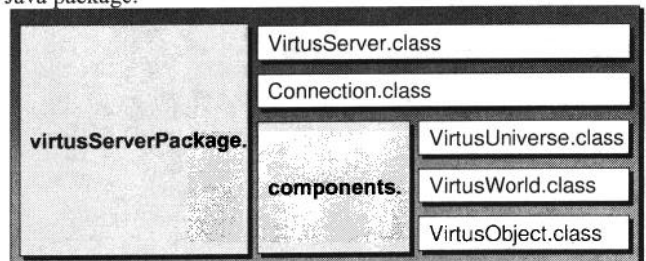 Java package.
VirtusServer.class
Connection.class
virtusServerPackage.
components.
VirtusUniverse.class
VirtusWorld.class
VirtusObject.class